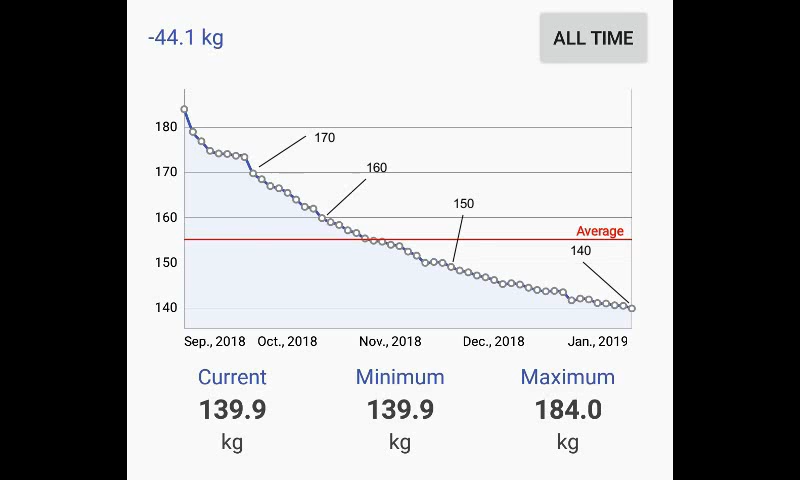 -44.1 kg
ALL TIME
180
170
170
160
160
150
Average
150
140
140
Sep., 2018 Oct., 2018 Nov., 2018 Dec., 2018 Jan., 2019
Current Minimum Maximum
139.9 139.9 184.0
kg kg kg